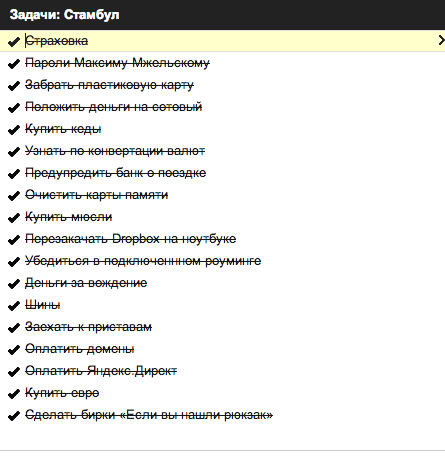 Задачи: Стамбул
Страховка
Пароли Максиму Мжельскому
Забрать пластиковую карту
Положить деньги на сотовый
Купить кеды
Узнать по конвертации валют
Предупредить банк о поездке
Очистить карты памяти
Купить мюсли
Перезакачать Dropbox на ноутбуке
Убедиться в подключеннном роуминге
Деньги за вождение
Шины
Заехать к приставам
Оплатить домены
Оплатить Яндекс.Директ
Купить евро
Сделать бирки «Если вы нашли рюкзак»